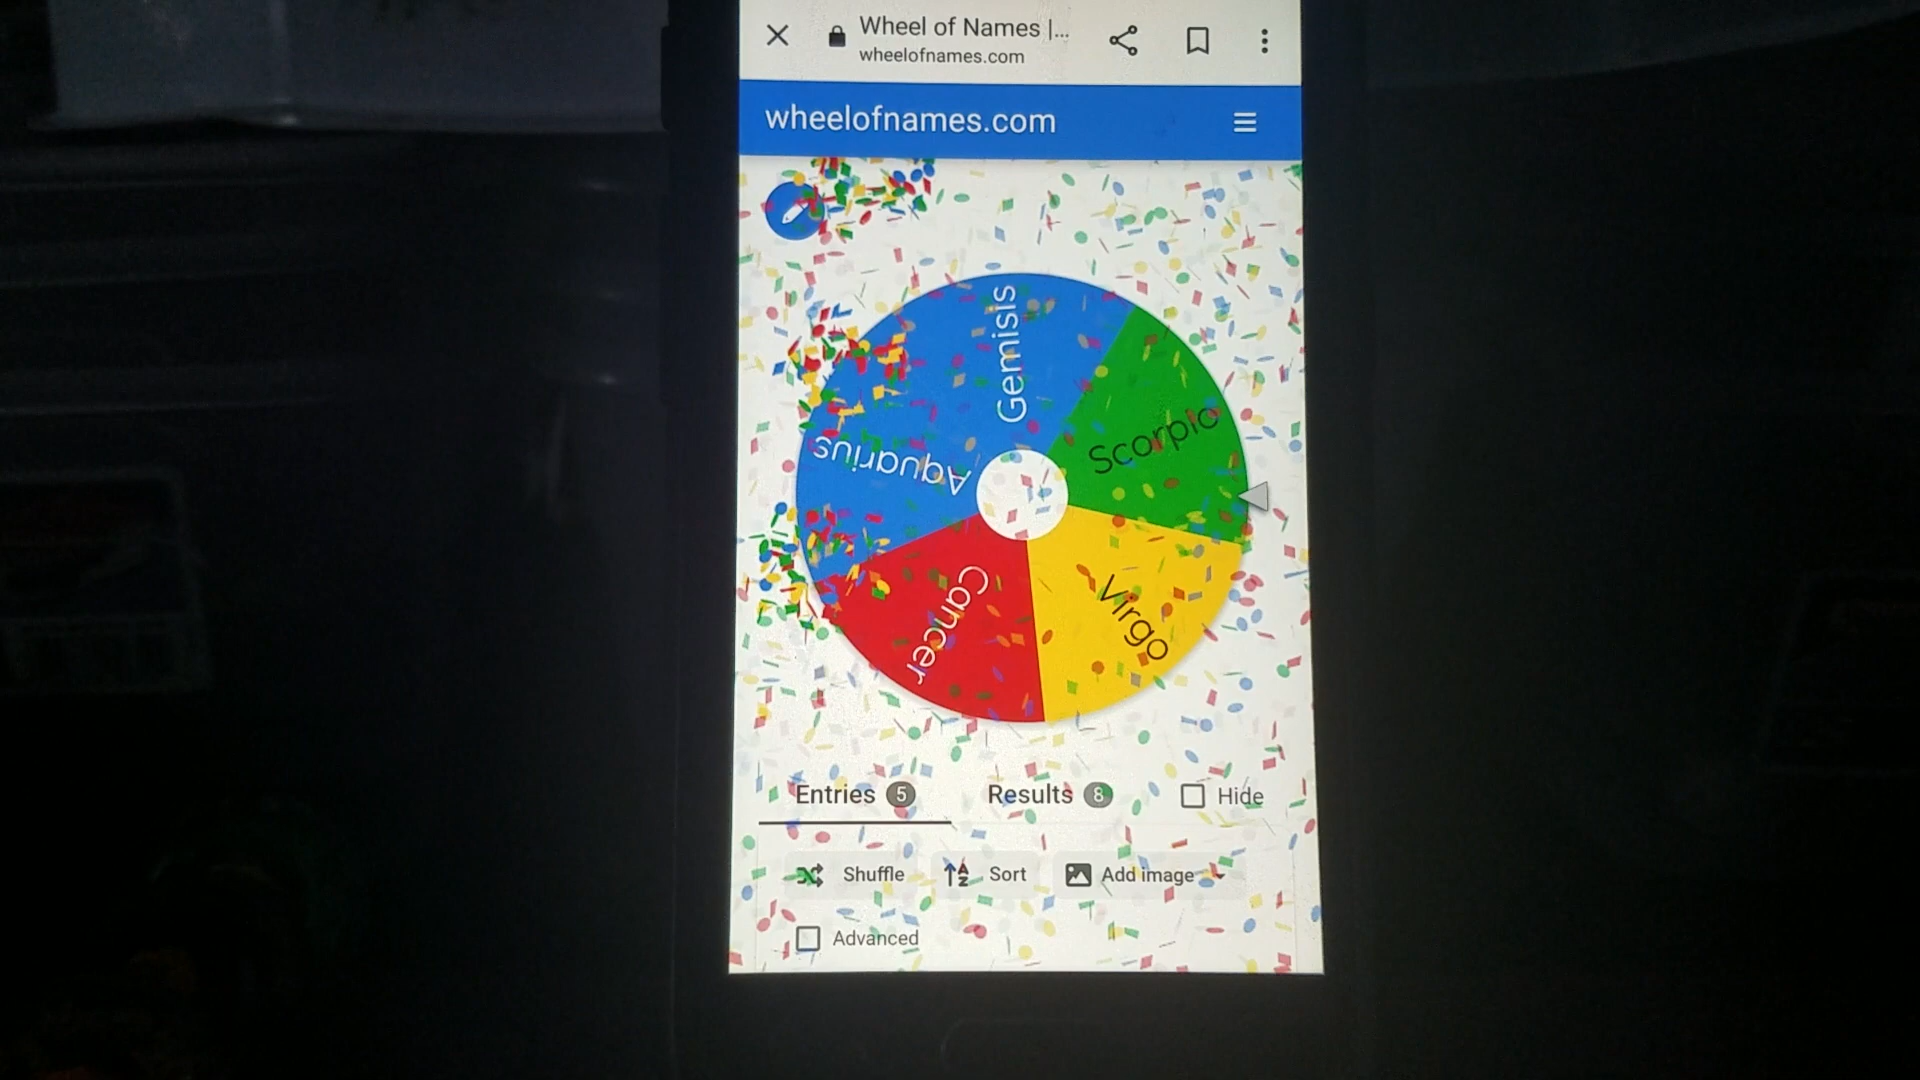 Wheel of Names |...
wheelofnames.com
wheelofnames.com
Gemisis
Scorpio
Aquarius
Cancer
Virgo
Entries 5
Results 8
Hide
Shuffle
Sort
Add image
Advanced